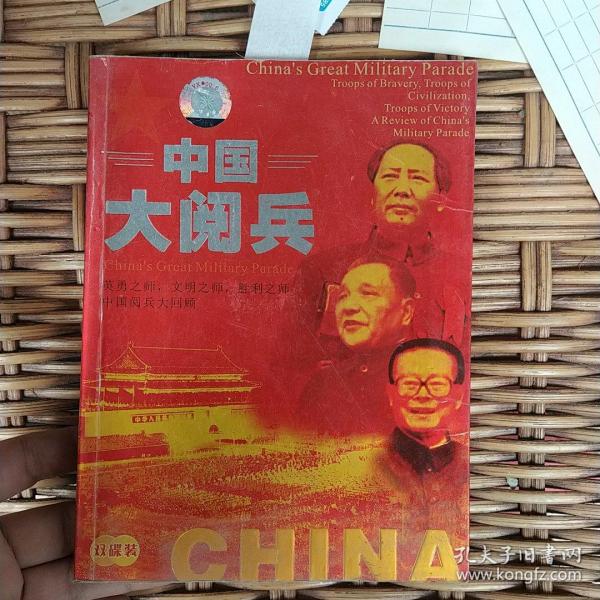 China's Great Military Parade
Troops of Bravery, Troops of
Civilization,
Troops of Victory
A Review of China's
Military Parade
中国
大阅兵
China's Great Military Parade
英勇之师，文明之师，胜利之师
中国阅兵大回顾
双碟装
CHINA
孔夫子旧书网
www.kongfz.com